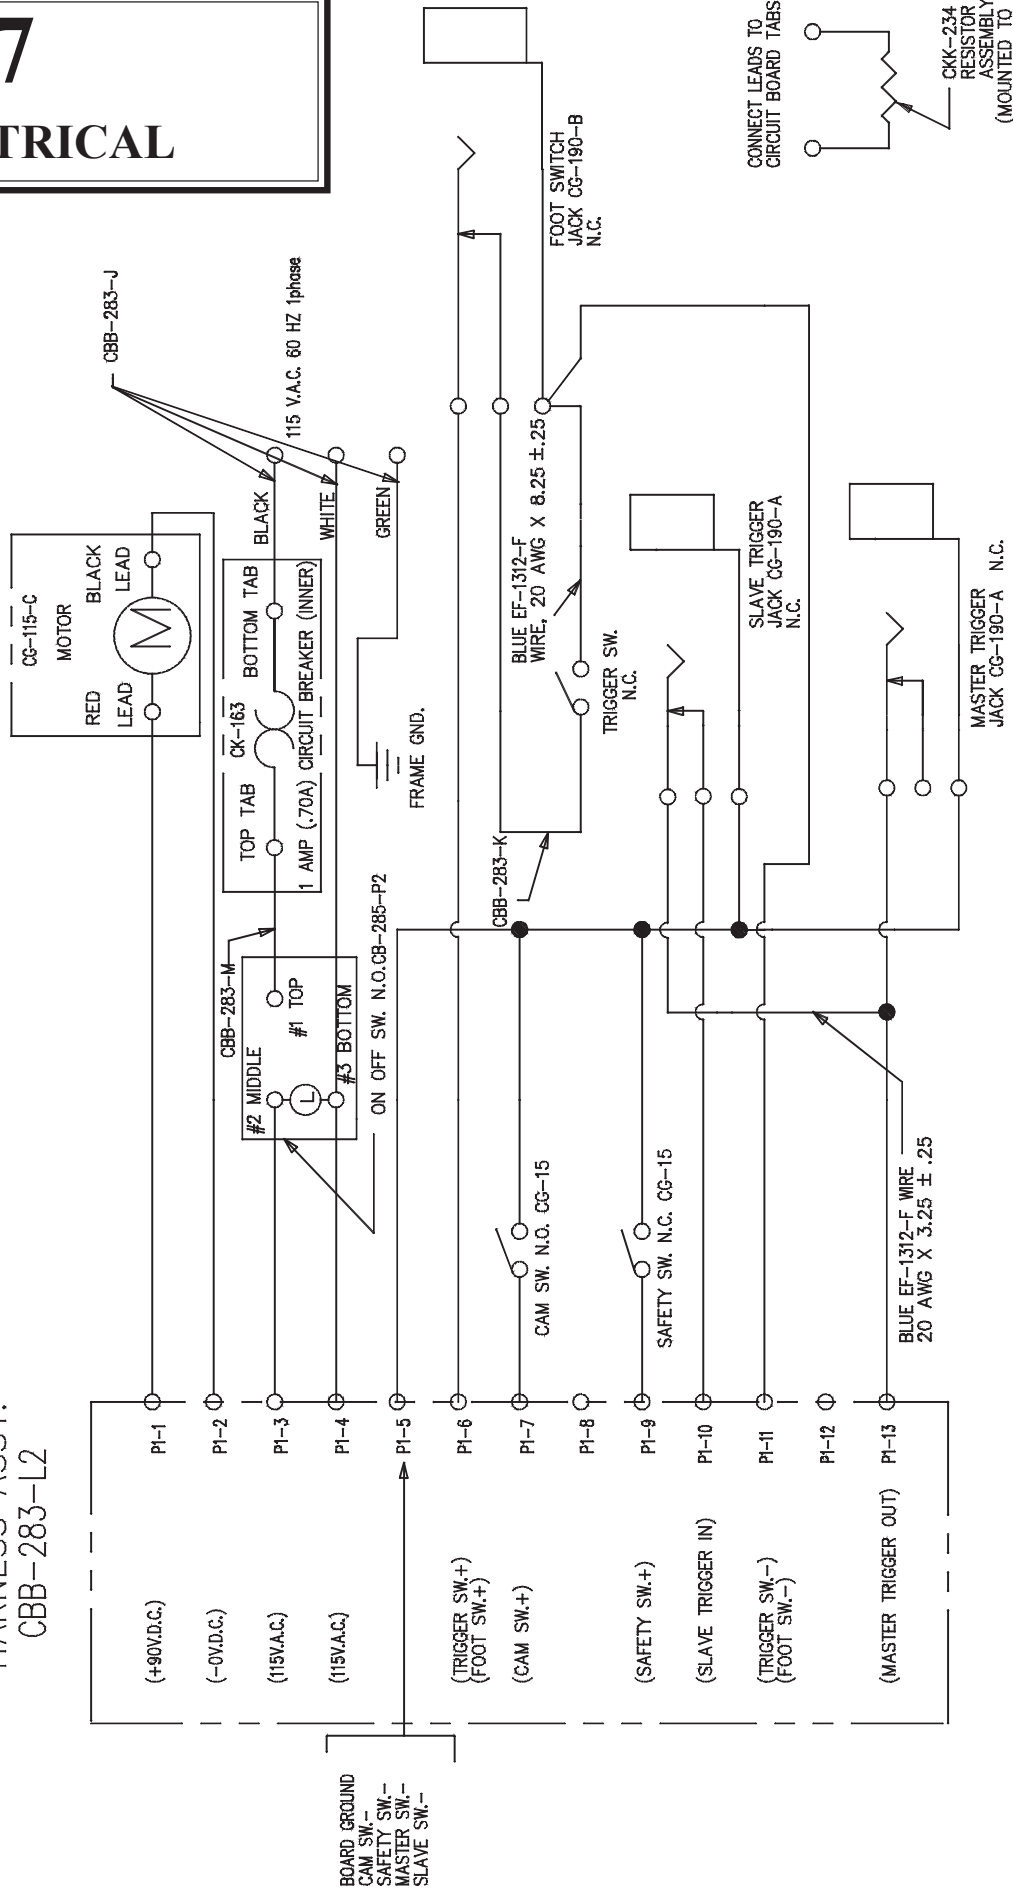 7
TRICAL
CBB-283-L2
CONNECT LEADS TO
CIRCUIT BOARD TABS
CKK-234
RESISTOR
ASSEMBLY
(MOUNTED TO
FOOT SWITCH
JACK CG-190-B
N.C.
CBB-283-J
115 V.A.C. 60 HZ 1phase
BLACK
WHITE
GREEN
CG-115-C
MOTOR
RED
LEAD
BLACK
LEAD
M
CK-163
TOP TAB
BOTTOM TAB
1 AMP (.70A) CIRCUIT BREAKER (INNER)
FRAME GND.
BLUE EF-1312-F
WIRE, 20 AWG X 8.25 ±.25
TRIGGER SW.
N.C.
SLAVE TRIGGER
JACK CG-190-A
N.C.
MASTER TRIGGER
JACK CG-190-A N.C.
CBB-283-K
CBB-283-M
#1 TOP
#2 MIDDLE
#3 BOTTOM
L
ON OFF SW. N.O.CB-285-P2
CAM SW. N.O. CG-15
SAFETY SW. N.C. CG-15
BLUE EF-1312-F WIRE
20 AWG X 3.25 ± .25
P1-1
P1-2
P1-3
P1-4
P1-5
P1-6
P1-7
P1-8
P1-9
P1-10
P1-11
P1-12
P1-13
(+90V.D.C.)
(-0V.D.C.)
(115V.A.C.)
(115V.A.C.)
(TRIGGER SW.+)
(FOOT SW.+)
(CAM SW.+)
(SAFETY SW.+)
(SLAVE TRIGGER IN)
(TRIGGER SW.-)
(FOOT SW.-)
(MASTER TRIGGER OUT)
BOARD GROUND
CAM SW.-
SAFETY SW.-
MASTER SW.-
SLAVE SW.-